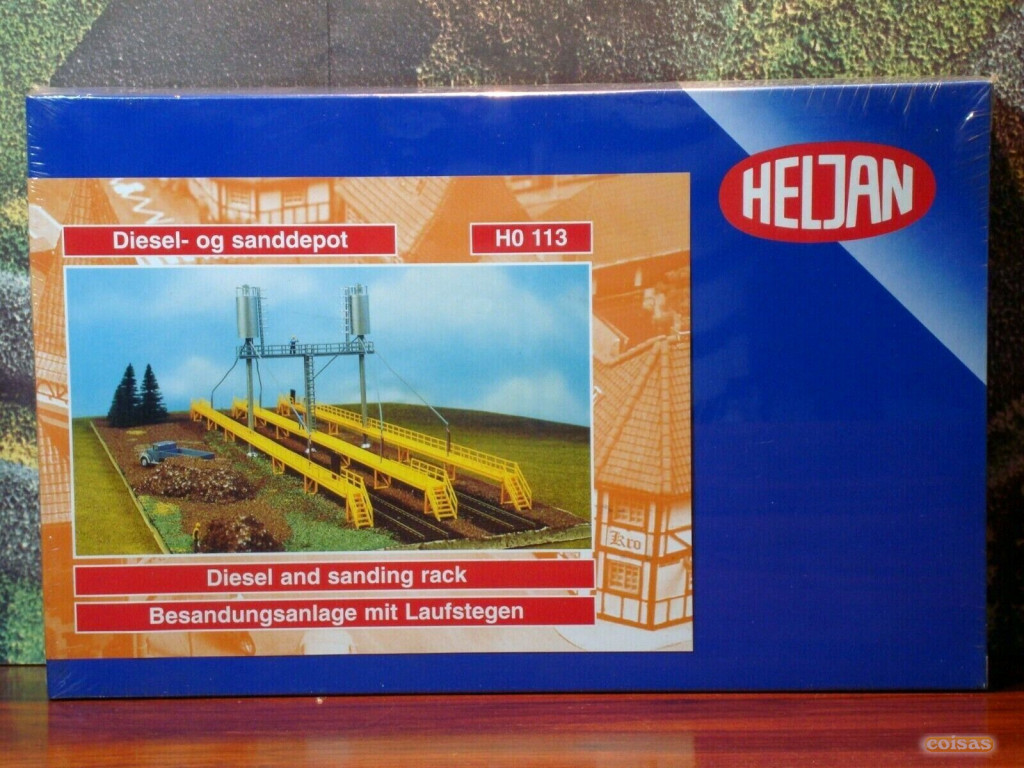 HELJAN
Diesel- og sanddepot
H0 113
Kro
Diesel and sanding rack
Besandungsanlage mit Laufstegen
coisas